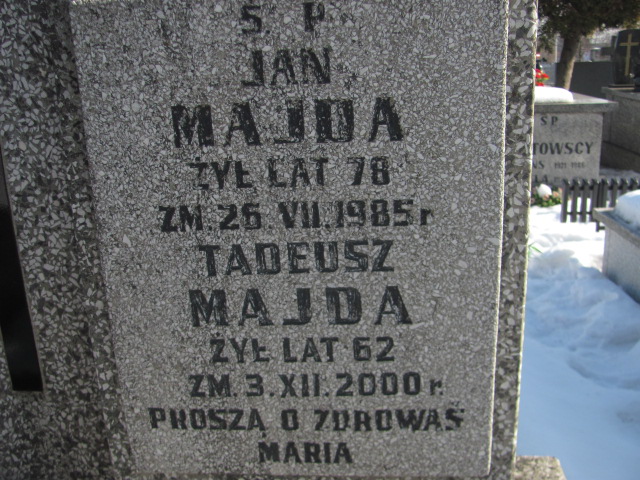 Ś. P.
JAN
MAJDA
ŻYŁ LAT 78
ZM. 26. VII. 1985 r.
TADEUSZ
MAJDA
ŻYŁ LAT 62
ZM. 3. XII. 2000 r.
PROSZĄ O ZDROWAŚ
MARIA
S P